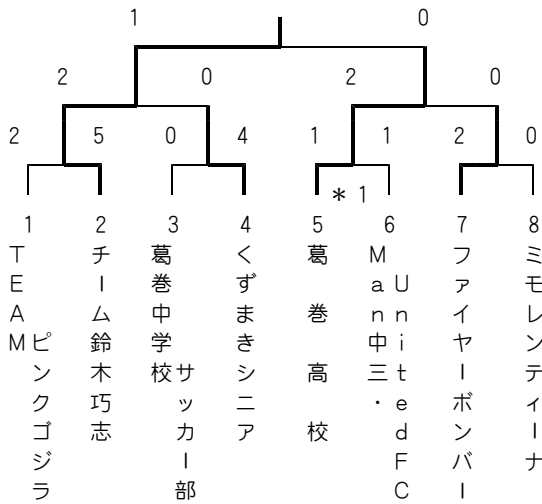 1 0
2 0 2 0
2 5 0 4 1 1 2 0
* 1
1 2 3 4 5 6 7 8
TEAM
ピンクゴジラ
チーム鈴木巧志
葛巻中学校
サッカー部
くずまきシニア
葛巻高校
Man中三・
UnitedFC
ファイヤーボンバー
ミモレンティーナ